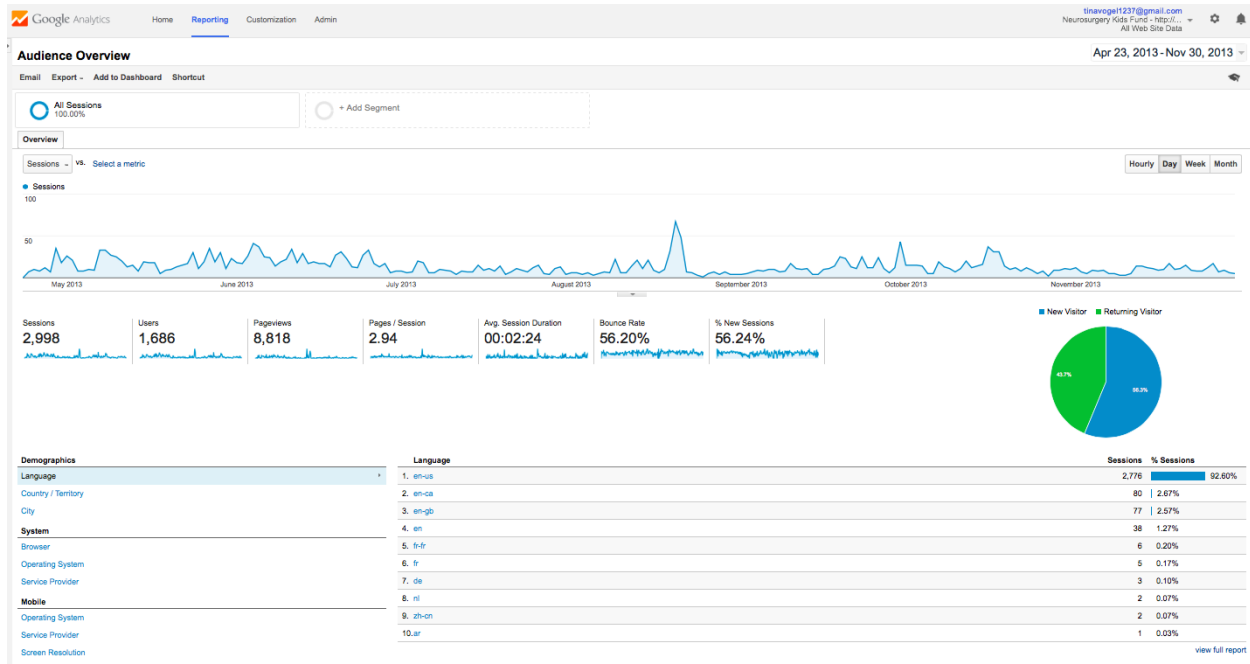 Google Analytics Home Reporting Customization Admin
tinavogel1237@gmail.com
Neurosurgery Kids Fund - http://...
All Web Site Data
Audience Overview
Apr 23, 2013 - Nov 30, 2013
Email Export Add to Dashboard Shortcut
All Sessions
100.00%
+ Add Segment
Overview
Sessions vs. Select a metric
Hourly Day Week Month
Sessions
100
50
May 2013 June 2013 July 2013 August 2013 September 2013 October 2013 November 2013
New Visitor Returning Visitor
Sessions Users Pageviews Pages / Session Avg. Session Duration Bounce Rate % New Sessions
2,998 1,686 8,818 2.94 00:02:24 56.20% 56.24%
43.7%
56.3%
Demographics
Language
Country / Territory
City
System
Browser
Operating System
Service Provider
Mobile
Operating System
Service Provider
Screen Resolution
Language Sessions % Sessions
1. en-us 2,776 92.60%
2. en-ca 80 2.67%
3. en-gb 77 2.57%
4. en 38 1.27%
5. fr-fr 6 0.20%
6. fr 5 0.17%
7. de 3 0.10%
8. nl 2 0.07%
9. zh-cn 2 0.07%
10. ar 1 0.03%
view full report